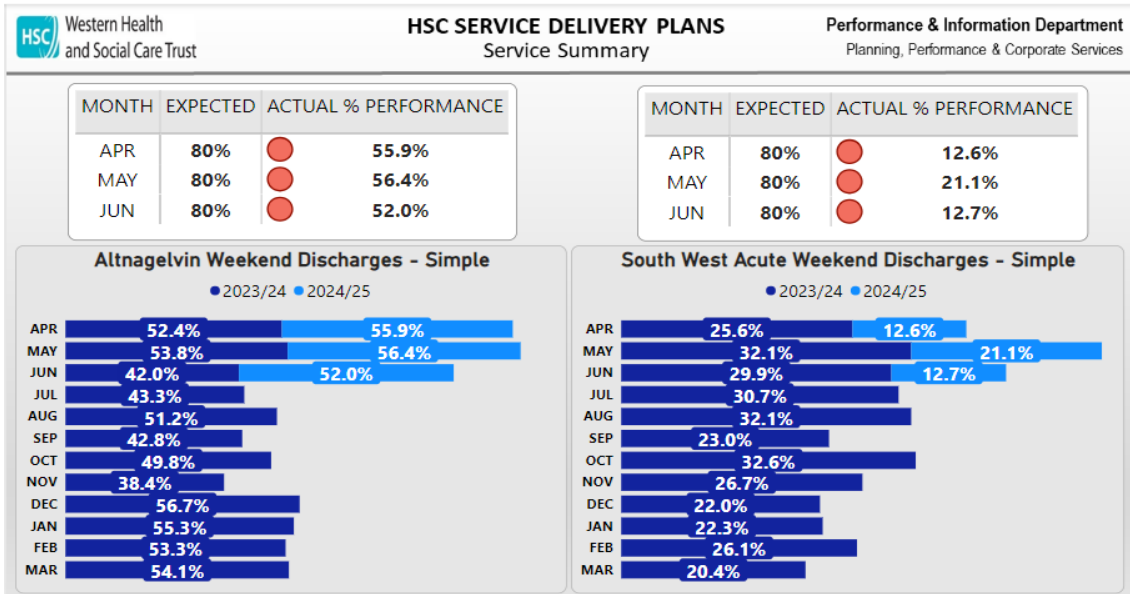 HSC
Western Health
and Social Care Trust
HSC SERVICE DELIVERY PLANS
Service Summary
Performance & Information Department
Planning, Performance & Corporate Services
MONTH EXPECTED ACTUAL % PERFORMANCE
APR 80% 55.9%
MAY 80% 56.4%
JUN 80% 52.0%
MONTH EXPECTED ACTUAL % PERFORMANCE
APR 80% 12.6%
MAY 80% 21.1%
JUN 80% 12.7%
Altnagelvin Weekend Discharges - Simple
2023/24 2024/25
APR 52.4% 55.9%
MAY 53.8% 56.4%
JUN 42.0% 52.0%
JUL 43.3%
AUG 51.2%
SEP 42.8%
OCT 49.8%
NOV 38.4%
DEC 56.7%
JAN 55.3%
FEB 53.3%
MAR 54.1%
South West Acute Weekend Discharges - Simple
2023/24 2024/25
APR 25.6% 12.6%
MAY 32.1% 21.1%
JUN 29.9% 12.7%
JUL 30.7%
AUG 32.1%
SEP 23.0%
OCT 32.6%
NOV 26.7%
DEC 22.0%
JAN 22.3%
FEB 26.1%
MAR 20.4%